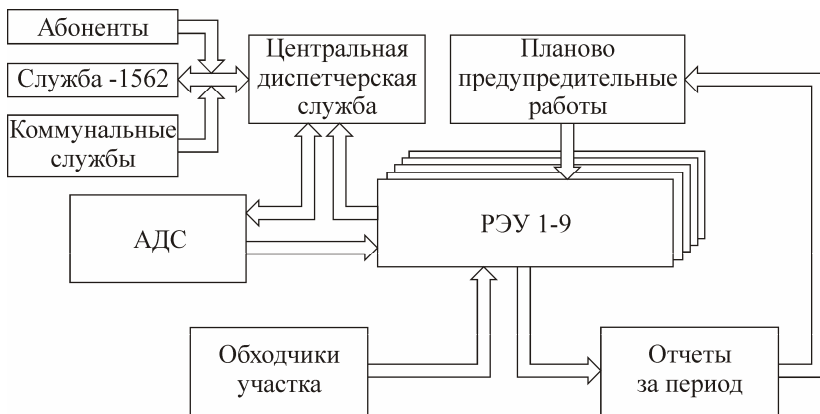 Абоненты
Служба -1562
Коммунальные
службы
Центральная
диспетчерская
служба
Планово
предупредительные
работы
АДС
РЭУ 1-9
Обходчики
участка
Отчеты
за период